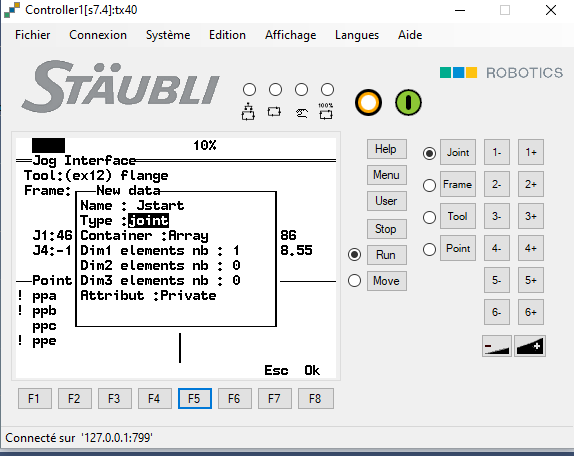 Controller1[s7.4]:tx40
Fichier Connexion Système Edition Affichage Langues Aide
STÄUBLI
ROBOTICS
100%
10%
Jog Interface
Tool:(ex12) flange
Frame:
New data
Name : Jstart
Type :joint
J1:46 Container :Array 86
J4:-1 Dim1 elements nb : 1 8.55
Dim2 elements nb : 0
Point Dim3 elements nb : 0
! ppa Attribut :Private
! ppb
ppc
! ppe
Esc Ok
Help
Menu
User
Stop
Run
Move
Joint 1- 1+
Frame 2- 2+
Tool 3- 3+
Point 4- 4+
5- 5+
6- 6+
- +
F1 F2 F3 F4 F5 F6 F7 F8
Connecté sur '127.0.0.1:799'